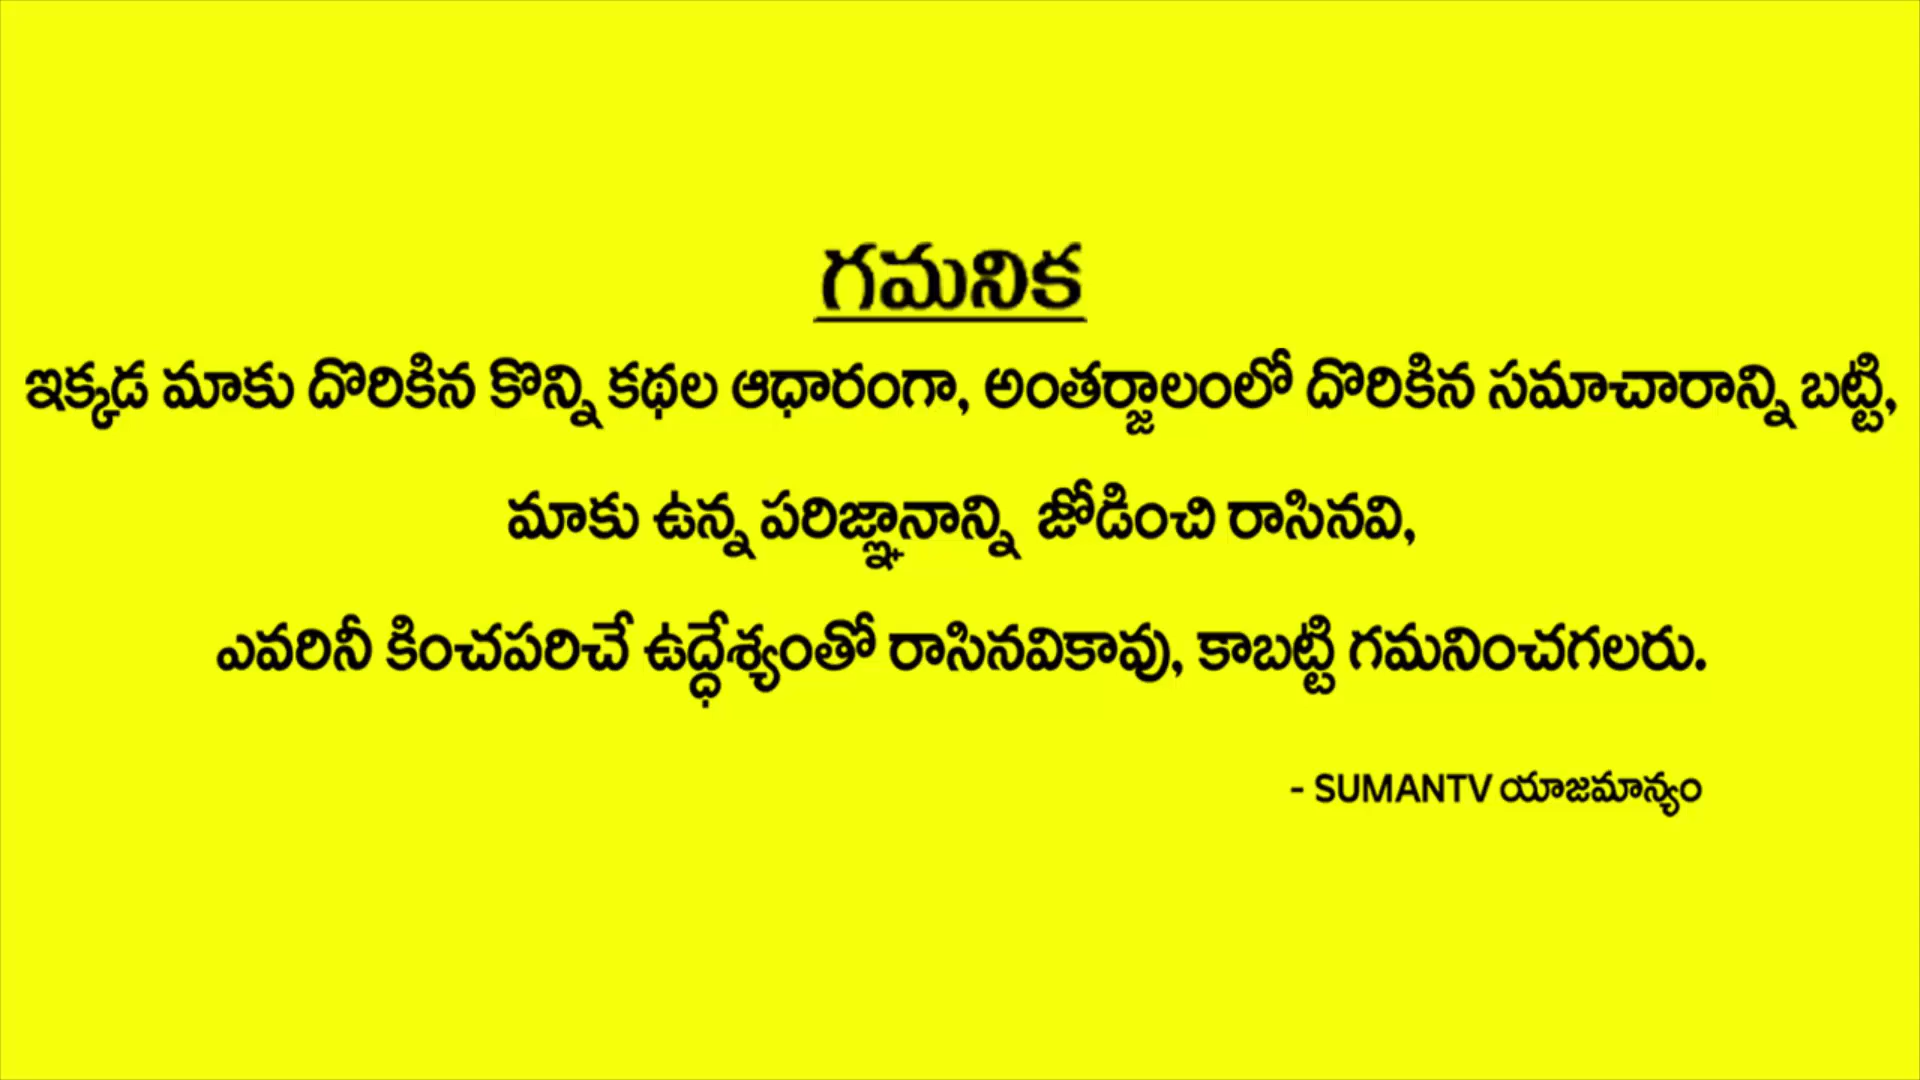 గమనిక
ఇక్కడ మాకు దొరికిన కొన్ని కథల ఆధారంగా, అంతర్జాలంలో దొరికిన సమాచారాన్ని బట్టి,
మాకు ఉన్న పరిజ్ఞానాన్ని జోడించి రాసినవి,
ఎవరినీ కించపరిచే ఉద్ధేశ్యంతో రాసినవికావు, కాబట్టి గమనించగలరు.
- SUMANTV యాజమాన్యం